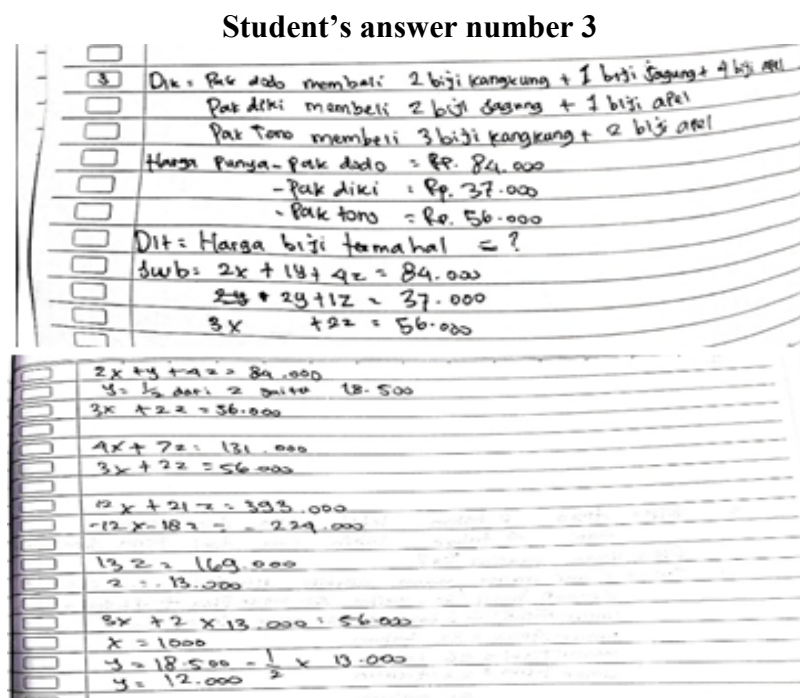 Student's answer number 3
3 Dik : Pak dodo membeli 2 biji kangkung + 1 biji jagung + 4 biji apel
Pak diki membeli 2 biji jagung + 1 biji apel
Pak Tono membeli 3 biji kangkung + 2 biji apel
Harga Punya - Pak dodo = Rp. 84.000
- Pak diki : Rp. 37.000
- Pak tono = Rp. 56.000
Dit = Harga biji termahal = ?
Jwb : 2x + 1y + 4z = 84.000
2y + 2y + 1z = 37.000
3x + 2z = 56.000
2x + y + 4z = 84.000
y = 1/2 dari 2 yaitu 18.500
3x + 2z = 56.000
4x + 7z = 131.000
3x + 2z = 56.000
12x + 21z = 393.000
-12x - 18z = - 224.000
13z = 169.000
z = 13.000
3x + 2 x 13.000 = 56.000
x = 1000
y = 18.500 - 1/2 x 13.000
y = 12.000